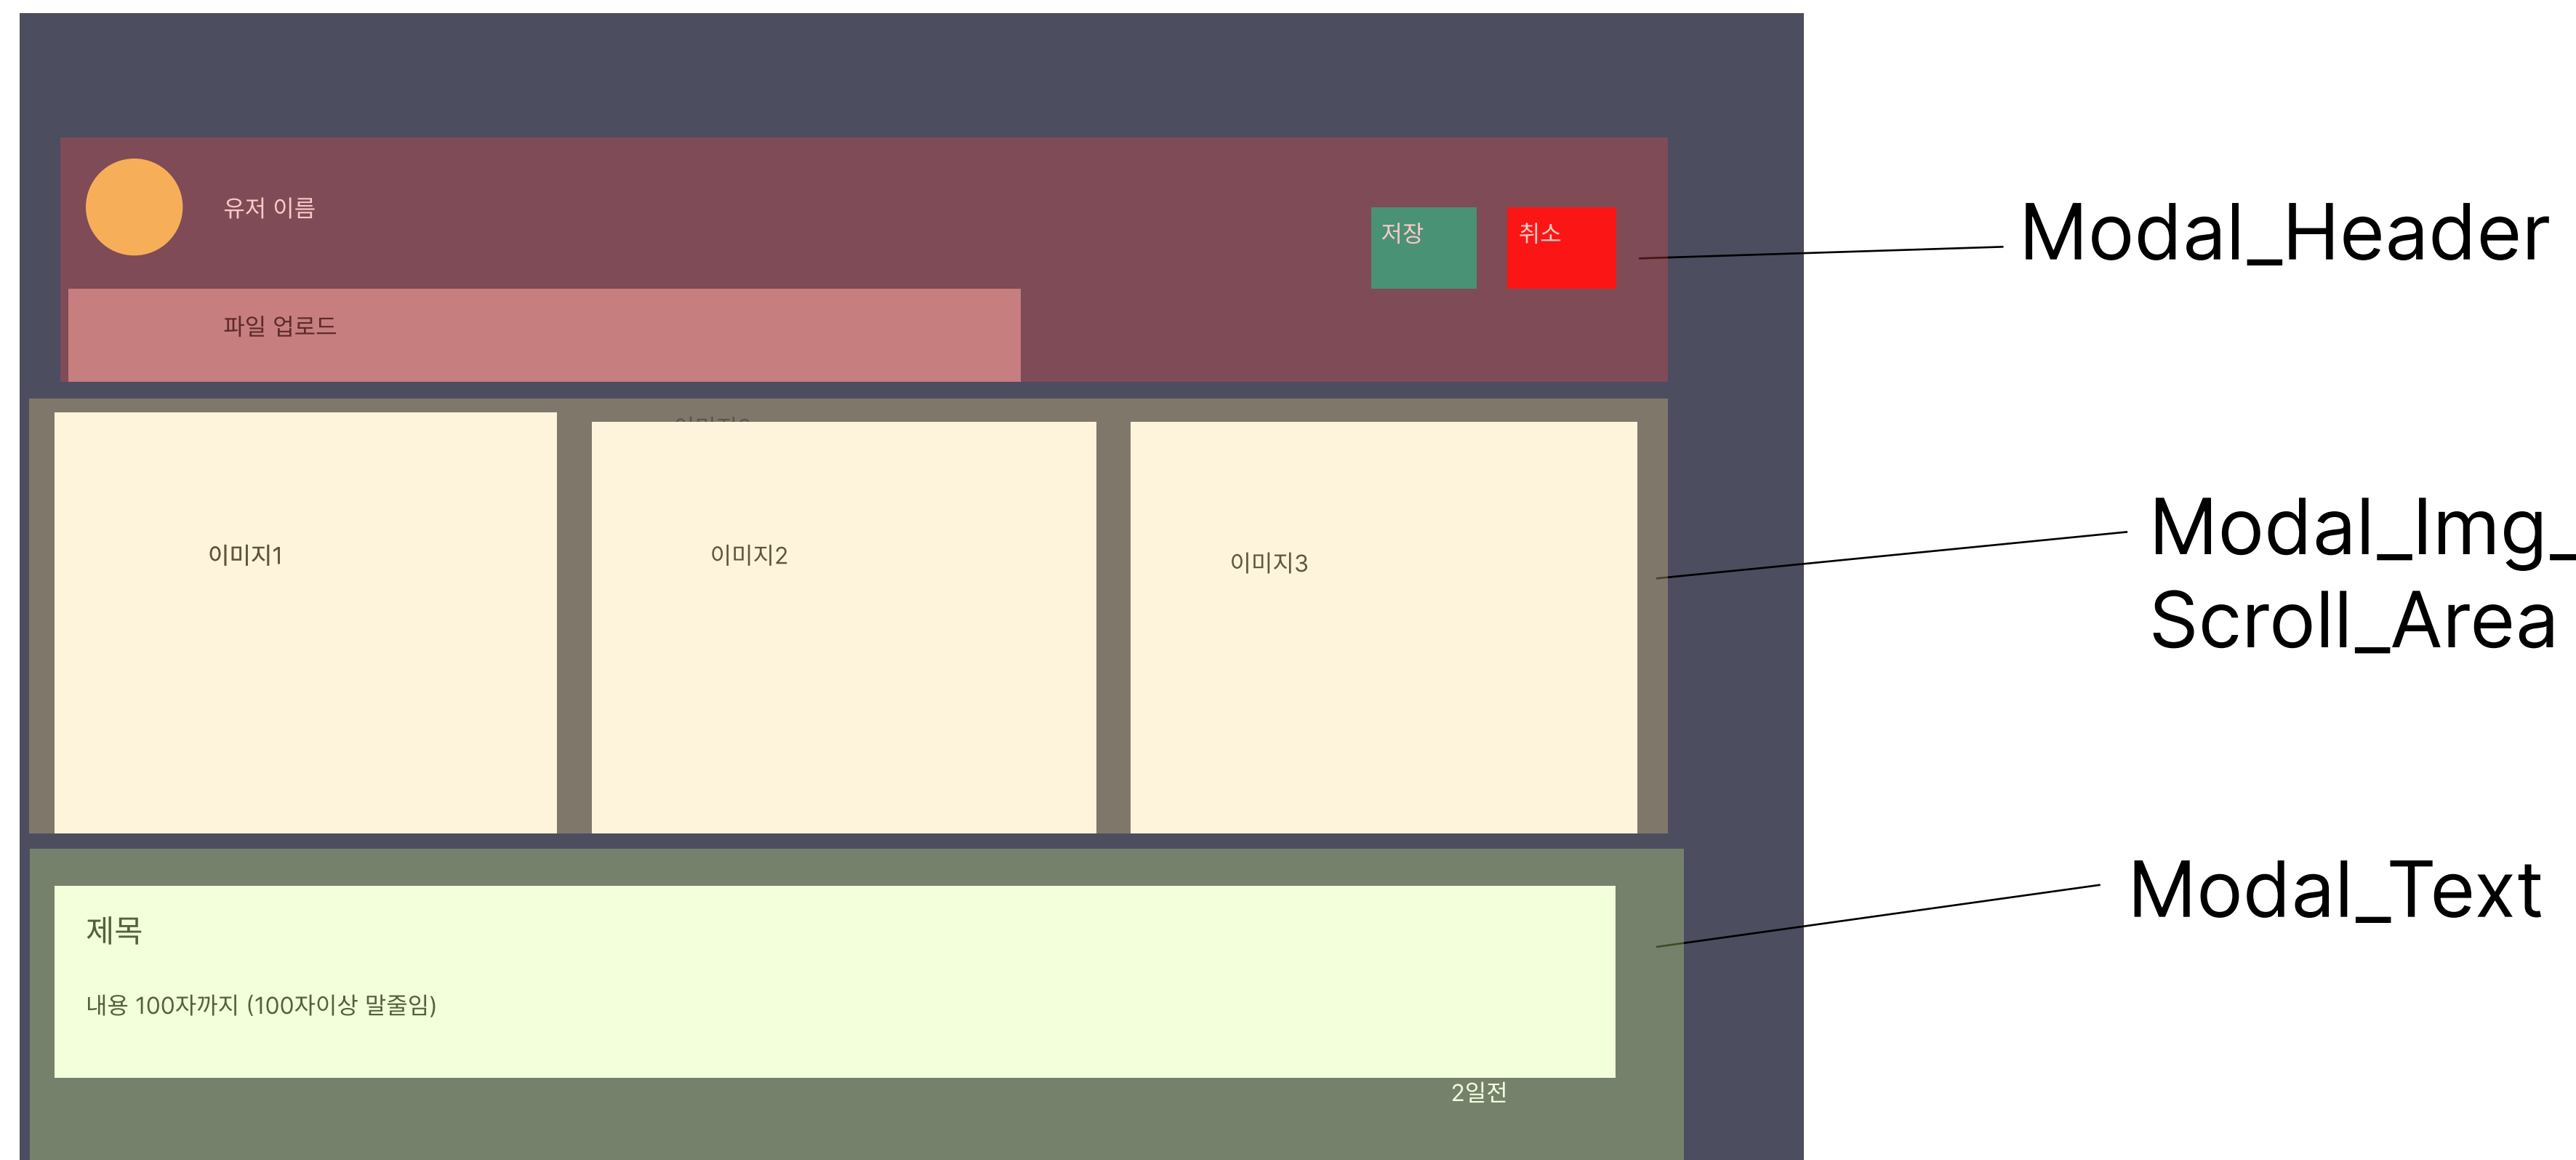 유저 이름
저장
취소
Modal_Header
파일 업로드
이미지1
이미지2
이미지3
Modal_Img_
Scroll_Area
제목
내용 100자까지 (100자이상 말줄임)
Modal_Text
2일전